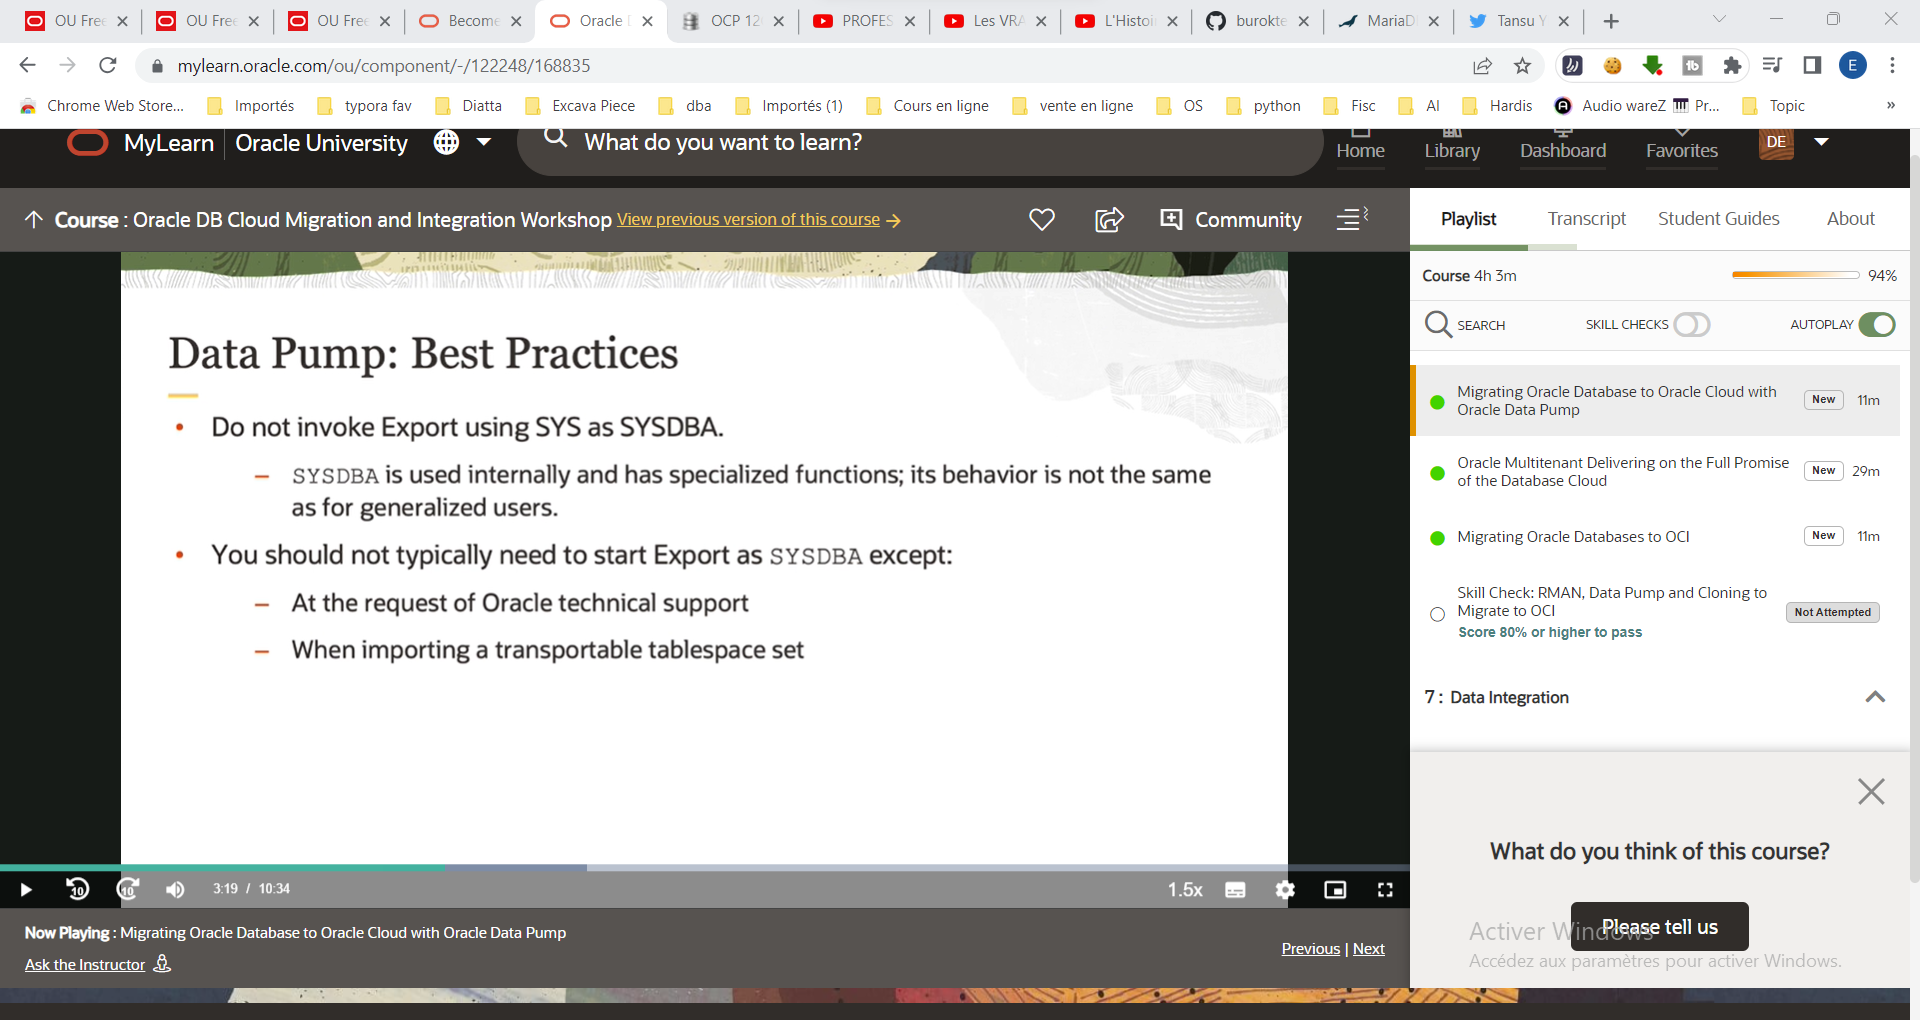 OU Free
OU Free
OU Free
Become
Oracle
OCP 12
PROFES
Les VRA
L'Histoi
burokte
MariaD
Tansu Y
mylearn.oracle.com/ou/component/-/122248/168835
E
Chrome Web Store...
Importés
typora fav
Diatta
Excava Piece
dba
Importés (1)
Cours en ligne
vente en ligne
OS
python
Fisc
AI
Hardis
Audio wareZ
Pr...
Topic
»
MyLearn
Oracle University
What do you want to learn?
Home
Library
Dashboard
Favorites
DE
Course : Oracle DB Cloud Migration and Integration Workshop View previous version of this course
Community
Playlist
Transcript
Student Guides
About
Course 4h 3m
94%
SEARCH
SKILL CHECKS
AUTOPLAY
Data Pump: Best Practices
• Do not invoke Export using SYS as SYSDBA.
– SYSDBA is used internally and has specialized functions; its behavior is not the same
as for generalized users.
• You should not typically need to start Export as SYSDBA except:
– At the request of Oracle technical support
– When importing a transportable tablespace set
Migrating Oracle Database to Oracle Cloud with
Oracle Data Pump
New
11m
Oracle Multitenant Delivering on the Full Promise
of the Database Cloud
New
29m
Migrating Oracle Databases to OCI
New
11m
Skill Check: RMAN, Data Pump and Cloning to
Migrate to OCI
Score 80% or higher to pass
Not Attempted
7 : Data Integration
What do you think of this course?
Please tell us
Activer Windows
Accédez aux paramètres pour activer Windows.
10
10
3:19 / 10:34
1.5x
Now Playing : Migrating Oracle Database to Oracle Cloud with Oracle Data Pump
Ask the Instructor
Previous | Next